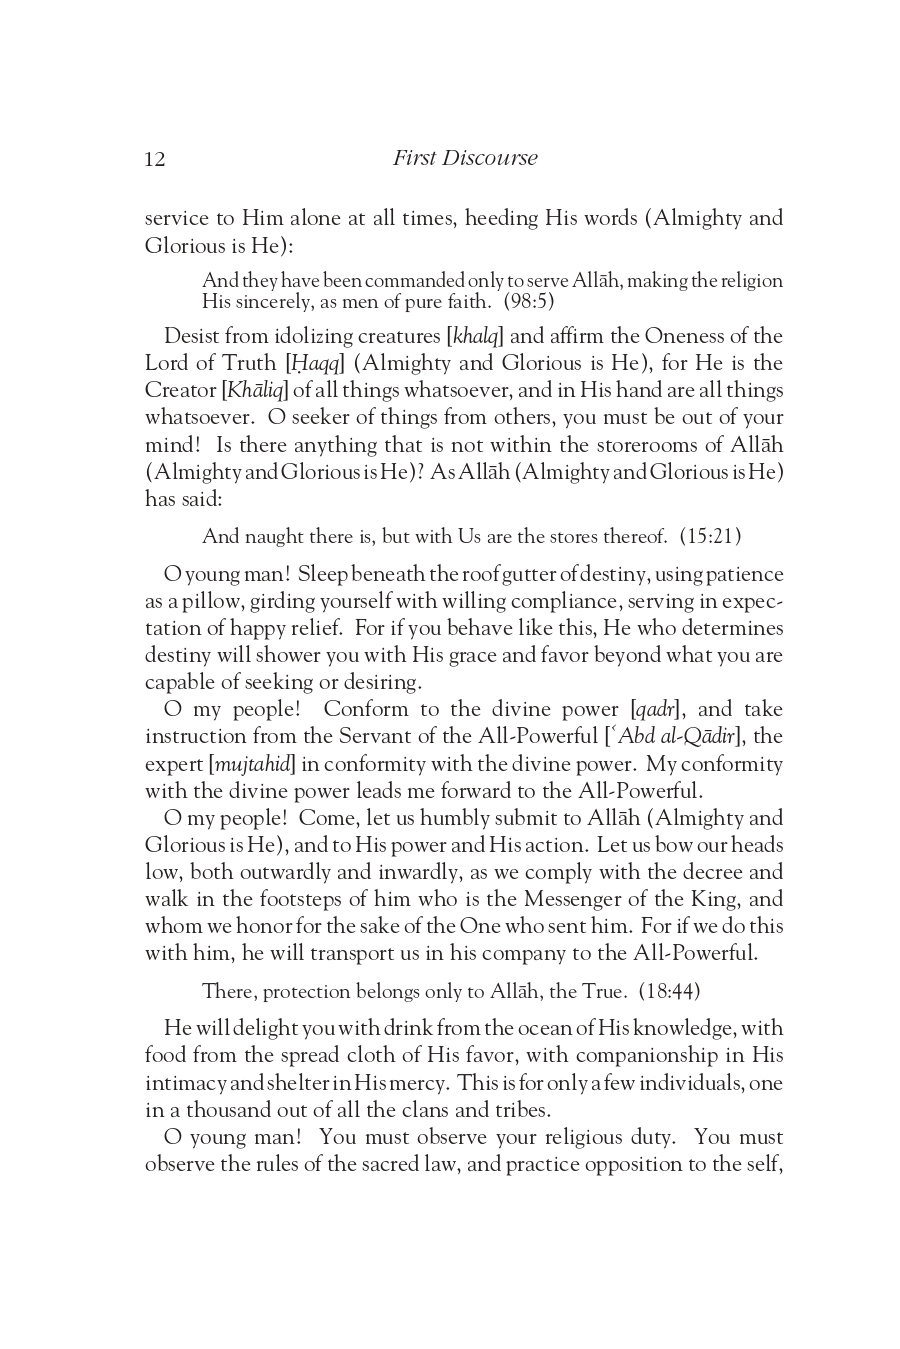 12
First Discourse
service to Him alone at all times, heeding His words (Almighty and
Glorious is He):
And they have been commanded only to serve Allāh, making the religion
His sincerely, as men of pure faith. (98:5)
Desist from idolizing creatures [khalq] and affirm the Oneness of the
Lord of Truth [Ḥaqq] (Almighty and Glorious is He), for He is the
Creator [Khāliq] of all things whatsoever, and in His hand are all things
whatsoever. O seeker of things from others, you must be out of your
mind! Is there anything that is not within the storerooms of Allāh
(Almighty and Glorious is He)? As Allāh (Almighty and Glorious is He)
has said:
And naught there is, but with Us are the stores thereof. (15:21)
O young man! Sleep beneath the roof gutter of destiny, using patience
as a pillow, girding yourself with willing compliance, serving in expec-
tation of happy relief. For if you behave like this, He who determines
destiny will shower you with His grace and favor beyond what you are
capable of seeking or desiring.
O my people! Conform to the divine power [qadr], and take
instruction from the Servant of the All-Powerful [ʿAbd al-Qādir], the
expert [mujtahid] in conformity with the divine power. My conformity
with the divine power leads me forward to the All-Powerful.
O my people! Come, let us humbly submit to Allāh (Almighty and
Glorious is He), and to His power and His action. Let us bow our heads
low, both outwardly and inwardly, as we comply with the decree and
walk in the footsteps of him who is the Messenger of the King, and
whom we honor for the sake of the One who sent him. For if we do this
with him, he will transport us in his company to the All-Powerful.
There, protection belongs only to Allāh, the True. (18:44)
He will delight you with drink from the ocean of His knowledge, with
food from the spread cloth of His favor, with companionship in His
intimacy and shelter in His mercy. This is for only a few individuals, one
in a thousand out of all the clans and tribes.
O young man! You must observe your religious duty. You must
observe the rules of the sacred law, and practice opposition to the self,